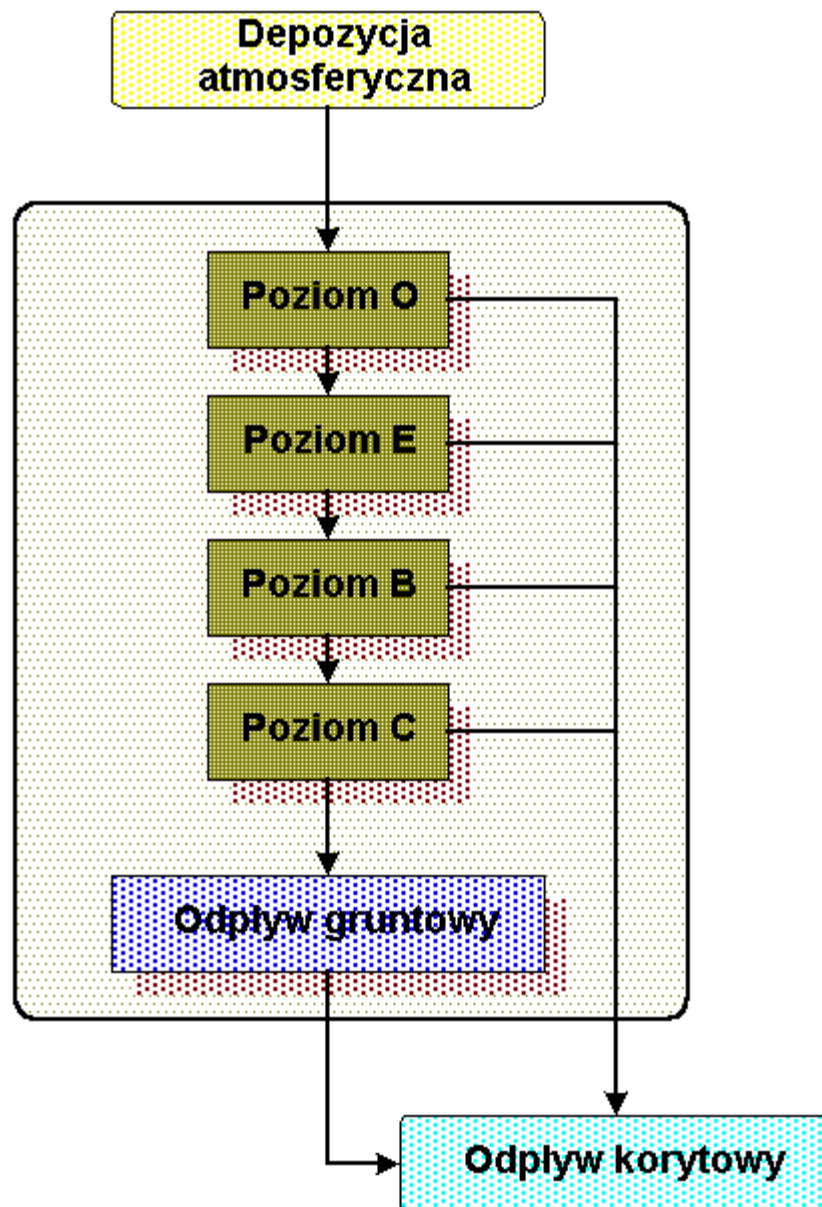 Depozycja
atmosferyczna
Poziom O
Poziom E
Poziom B
Poziom C
Odpływ gruntowy
Odpływ korytowy